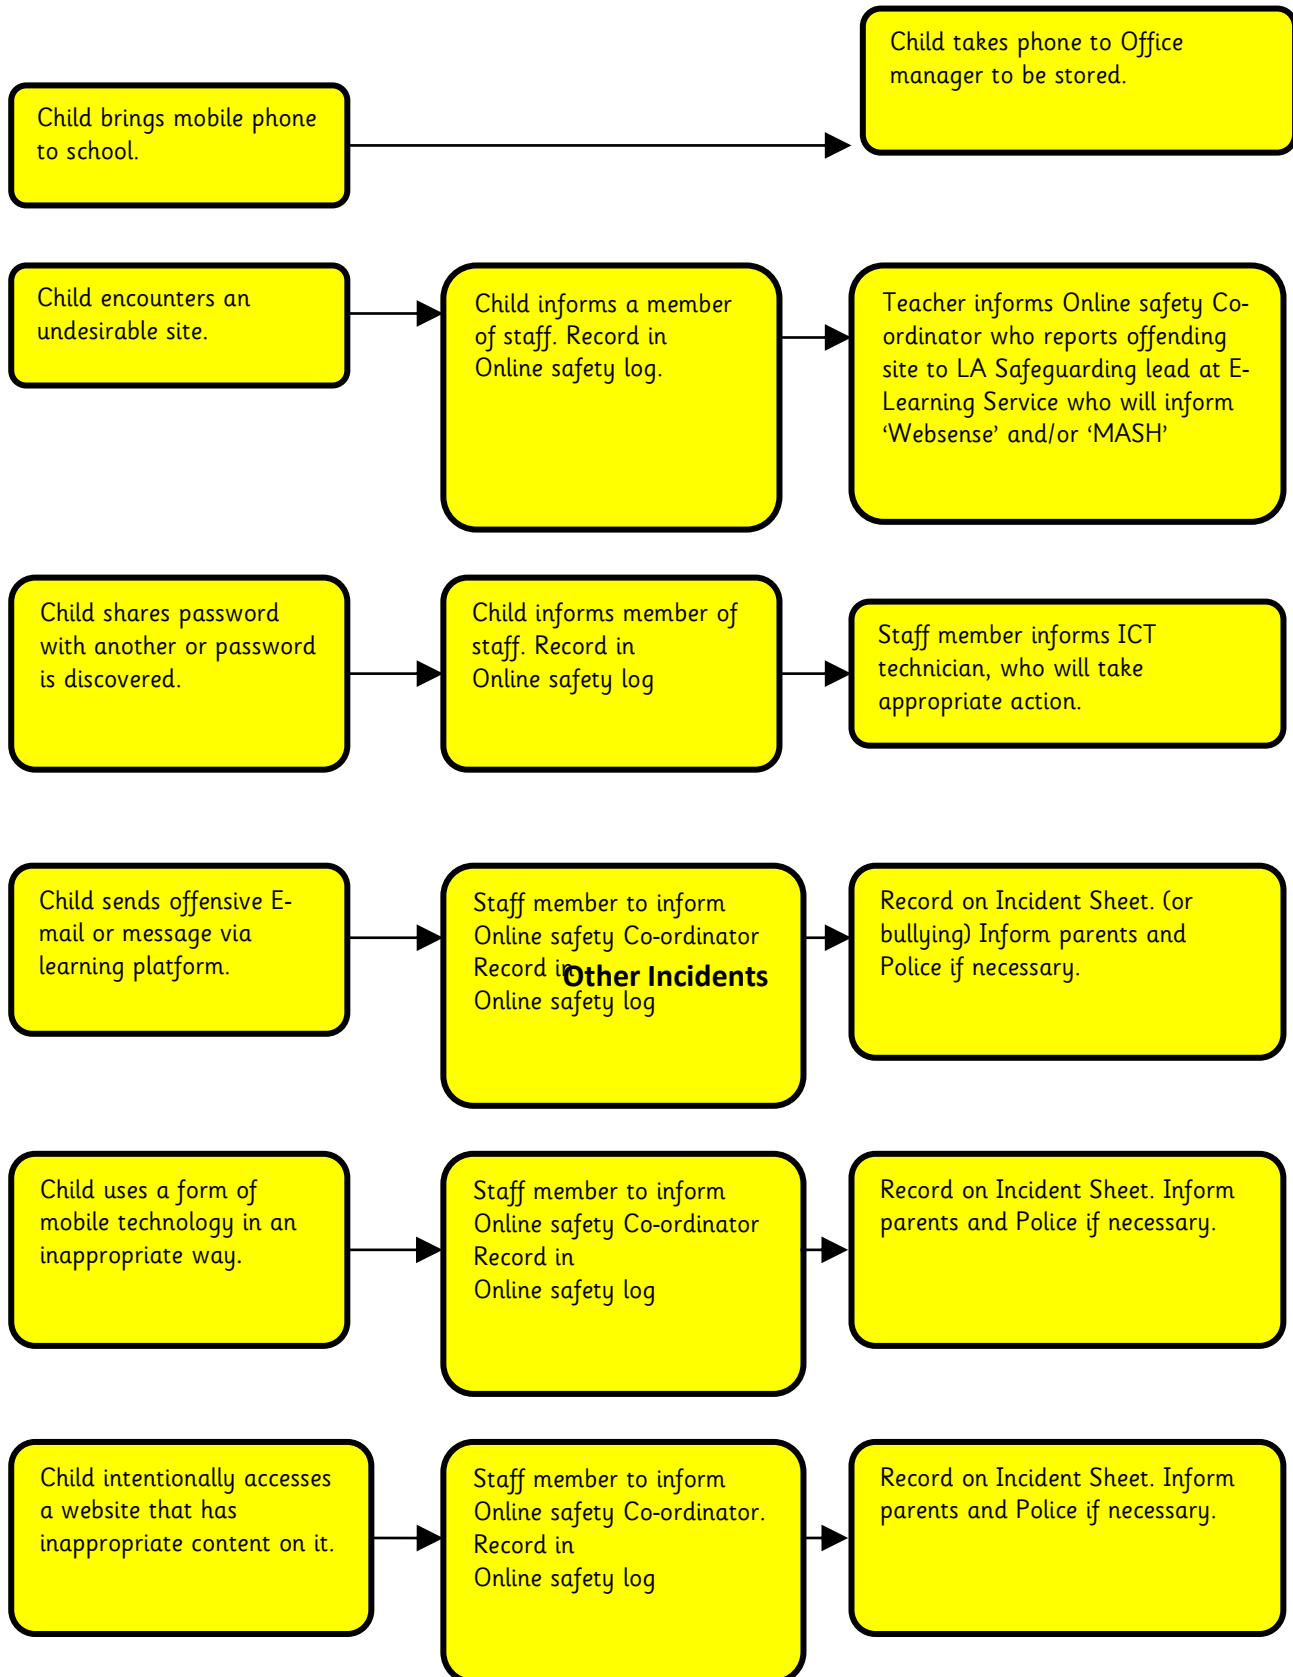 Child brings mobile phone
to school.
Child takes phone to Office
manager to be stored.
Child encounters an
undesirable site.
Child informs a member
of staff. Record in
Online safety log.
Teacher informs Online safety Co-
ordinator who reports offending
site to LA Safeguarding lead at E-
Learning Service who will inform
‘Websense’ and/or ‘MASH’
Child shares password
with another or password
is discovered.
Child informs member of
staff. Record in
Online safety log
Staff member informs ICT
technician, who will take
appropriate action.
Child sends offensive E-
mail or message via
learning platform.
Staff member to inform
Online safety Co-ordinator
Record in
Online safety log
Other Incidents
Record on Incident Sheet. (or
bullying) Inform parents and
Police if necessary.
Child uses a form of
mobile technology in an
inappropriate way.
Staff member to inform
Online safety Co-ordinator
Record in
Online safety log
Record on Incident Sheet. Inform
parents and Police if necessary.
Child intentionally accesses
a website that has
inappropriate content on it.
Staff member to inform
Online safety Co-ordinator.
Record in
Online safety log
Record on Incident Sheet. Inform
parents and Police if necessary.